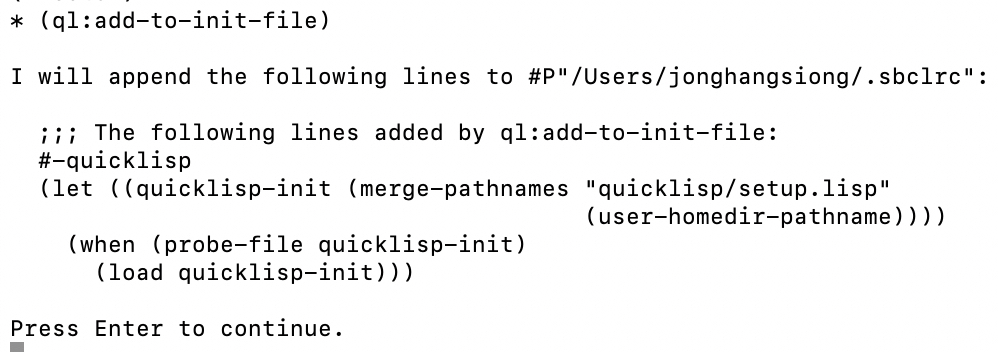 * (ql:add-to-init-file)
I will append the following lines to #P"/Users/jonghangsiong/.sbclrc":
;;; The following lines added by ql:add-to-init-file:
#-quicklisp
(let ((quicklisp-init (merge-pathnames "quicklisp/setup.lisp"
(user-homedir-pathname))))
(when (probe-file quicklisp-init)
(load quicklisp-init)))
Press Enter to continue.